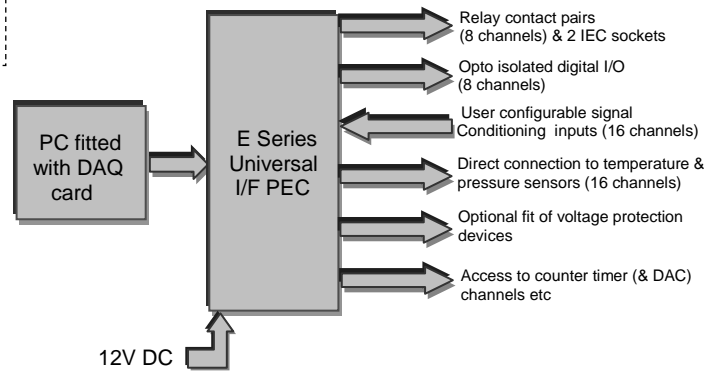 Relay contact pairs
(8 channels) & 2 IEC sockets
Opto isolated digital I/O
(8 channels)
User configurable signal
Conditioning inputs (16 channels)
PC fitted
with DAQ
card
E Series
Universal
I/F PEC
Direct connection to temperature &
pressure sensors (16 channels)
Optional fit of voltage protection
devices
Access to counter timer (& DAC)
channels etc
12V DC